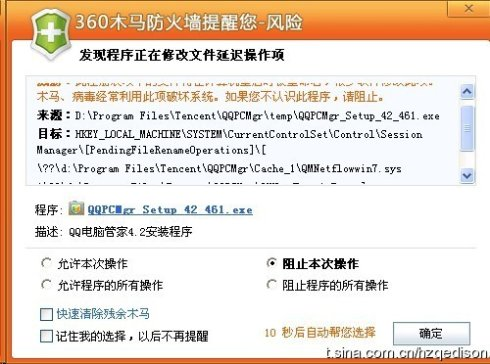 360木马防火墙提醒您-风险
发现程序正在修改文件延迟操作项
木马、病毒经常利用此项破坏系统。如果您不认识此程序，请阻止。
来源：D:\Program Files\Tencent\QQPCMgr\temp\QQPCMgr_Setup_42_461.exe
目标：HKEY_LOCAL_MACHINE\SYSTEM\CurrentControlSet\Control\Session
Manager\[PendingFileRenameOperations]\[
\??\d:\Program Files\Tencent\QQPCMgr\Cache_1\QMNetflowwin7.sys
程序：QQPCMgr_Setup_42_461.exe
描述：QQ电脑管家4.2安装程序
允许本次操作 阻止本次操作
允许程序的所有操作 阻止程序的所有操作
快速清除残余木马
记住我的选择，以后不再提醒 10 秒后自动帮您选择 确定
t.sina.com.cn/hzqedison